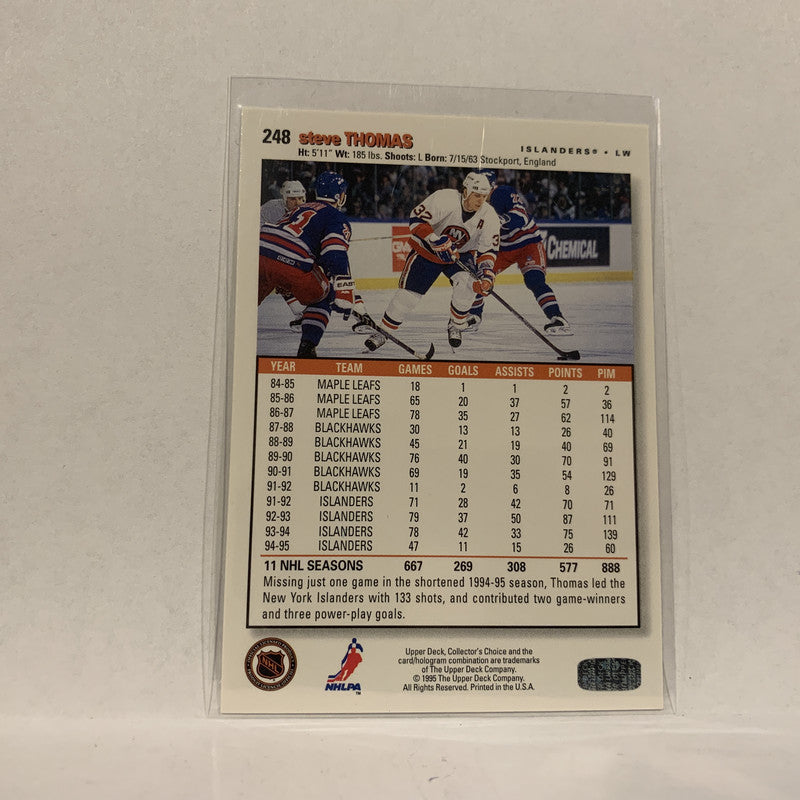 248 steve THOMAS
ISLANDERS® • LW
Ht: 5'11" Wt: 185 lbs. Shoots: L Born: 7/15/63 Stockport, England
CHEMICAL
YEAR TEAM GAMES GOALS ASSISTS POINTS PIM
84-85 MAPLE LEAFS 18 1 1 2 2
85-86 MAPLE LEAFS 65 20 37 57 36
86-87 MAPLE LEAFS 78 35 27 62 114
87-88 BLACKHAWKS 30 13 13 26 40
88-89 BLACKHAWKS 45 21 19 40 69
89-90 BLACKHAWKS 76 40 30 70 91
90-91 BLACKHAWKS 69 19 35 54 129
91-92 BLACKHAWKS 11 2 6 8 26
91-92 ISLANDERS 71 28 42 70 71
92-93 ISLANDERS 79 37 50 87 111
93-94 ISLANDERS 78 42 33 75 139
94-95 ISLANDERS 47 11 15 26 60
11 NHL SEASONS 667 269 308 577 888
Missing just one game in the shortened 1994-95 season, Thomas led the
New York Islanders with 133 shots, and contributed two game-winners
and three power-play goals.
NHL
NHLPA™
Upper Deck, Collector's Choice and the
card/hologram combination are trademarks
of The Upper Deck Company.
© 1995 The Upper Deck Company.
All Rights Reserved. Printed in the U.S.A.